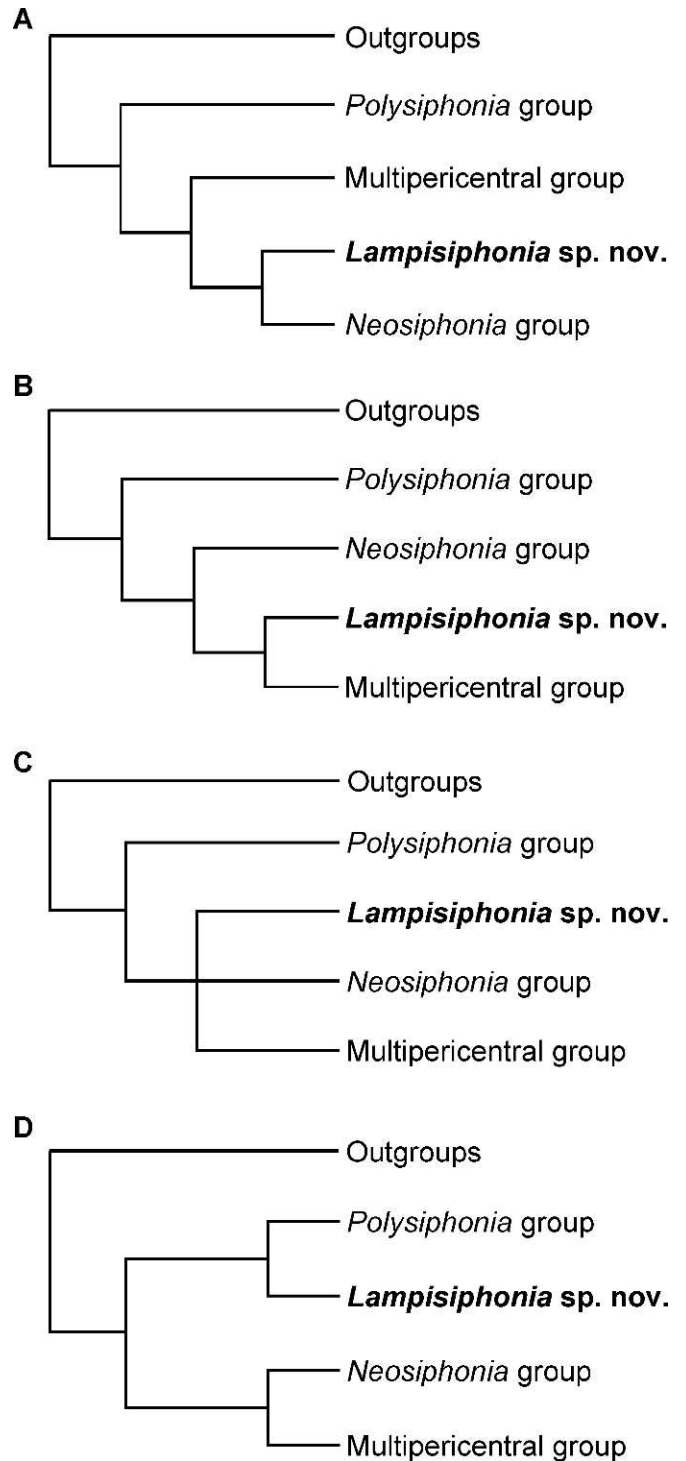 A
Outgroups
Polysiphonia group
Multipericentral group
Lampisiphonia sp. nov.
Neosiphonia group
B
Outgroups
Polysiphonia group
Neosiphonia group
Lampisiphonia sp. nov.
Multipericentral group
C
Outgroups
Polysiphonia group
Lampisiphonia sp. nov.
Neosiphonia group
Multipericentral group
D
Outgroups
Polysiphonia group
Lampisiphonia sp. nov.
Neosiphonia group
Multipericentral group